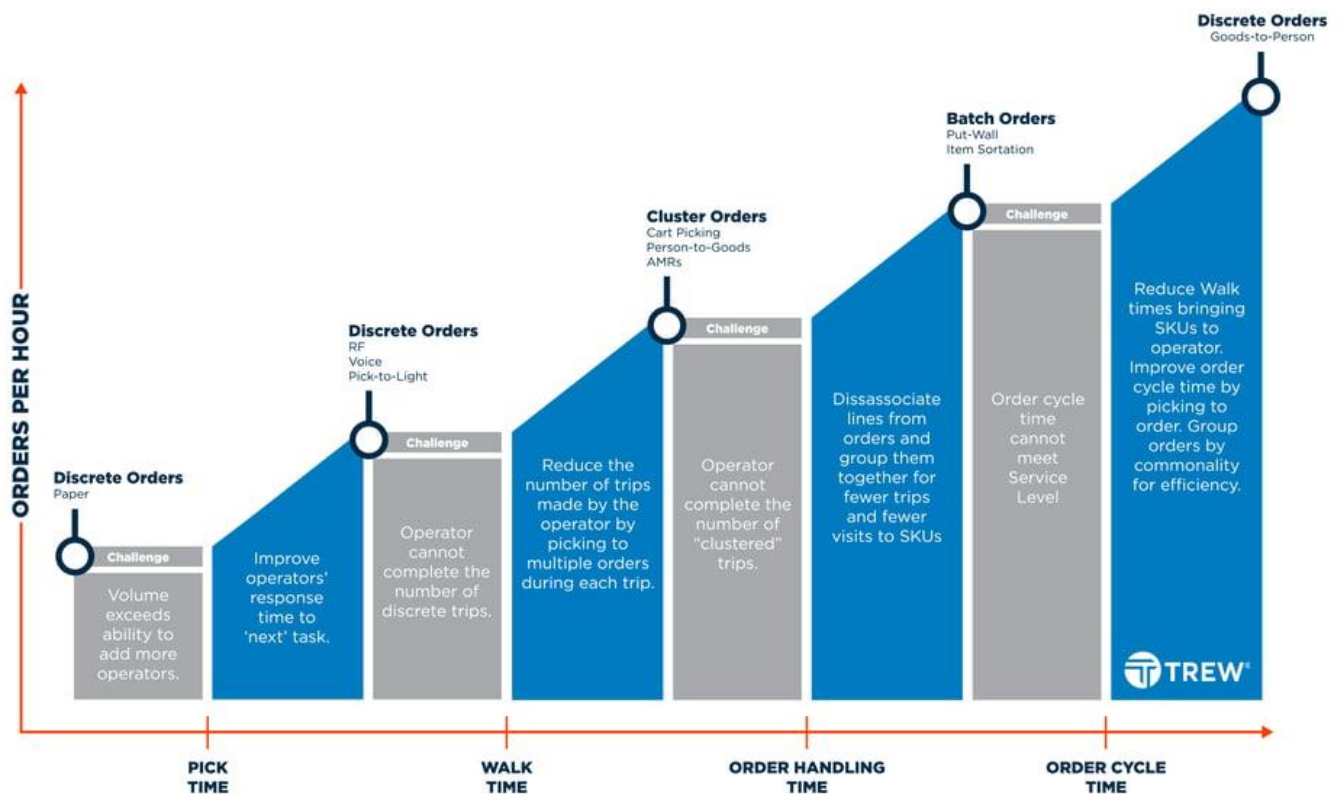 Discrete Orders
Paper
Challenge
Volume
exceeds
ability to
add more
operators.
Improve
operators'
response
time to
'next' task.
Discrete Orders
RF
Voice
Pick-to-Light
Challenge
Operator
cannot
complete the
number of
discrete trips.
Reduce the
number of trips
made by the
operator by
picking to
multiple orders
during each trip.
Cluster Orders
Cart Picking
Person-to-Goods
AMRs
Challenge
Operator
cannot
complete the
number of
"clustered"
trips.
Dissassociate
lines from
orders and
group them
together for
fewer trips
and fewer
visits to SKUs
Batch Orders
Put-Wall
Item Sortation
Challenge
Order cycle
time
cannot
meet
Service
Level
Discrete Orders
Goods-to-Person
Reduce Walk
times bringing
SKUs to
operator.
Improve order
cycle time by
picking to
order. Group
orders by
commonality
for efficiency.
TREW®
ORDERS PER HOUR
PICK
TIME
WALK
TIME
ORDER HANDLING
TIME
ORDER CYCLE
TIME